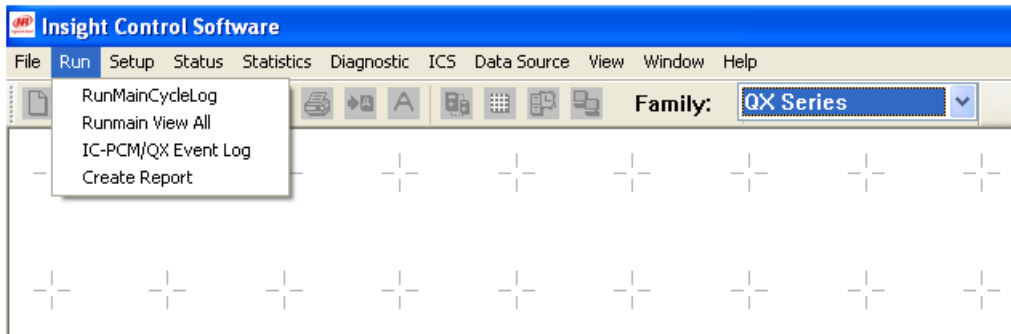 Insight Control Software
File Run Setup Status Statistics Diagnostic ICS Data Source View Window Help
Family: QX Series
RunMainCycleLog
Runmain View All
IC-PCM/QX Event Log
Create Report